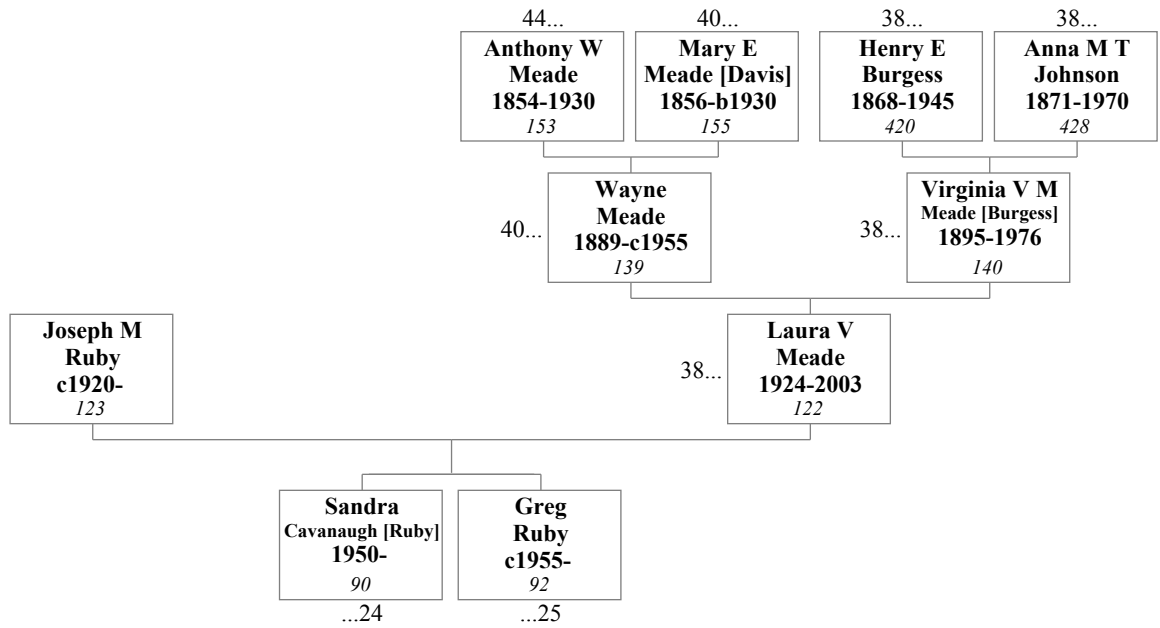 44...
40...
38...
38...
Anthony W
Meade
1854-1930
153
Mary E
Meade [Davis]
1856-b1930
155
Henry E
Burgess
1868-1945
420
Anna M T
Johnson
1871-1970
428
40...
Wayne
Meade
1889-c1955
139
38...
Virginia V M
Meade [Burgess]
1895-1976
140
Joseph M
Ruby
c1920-
123
38...
Laura V
Meade
1924-2003
122
Sandra
Cavanaugh [Ruby]
1950-
90
...24
Greg
Ruby
c1955-
92
...25